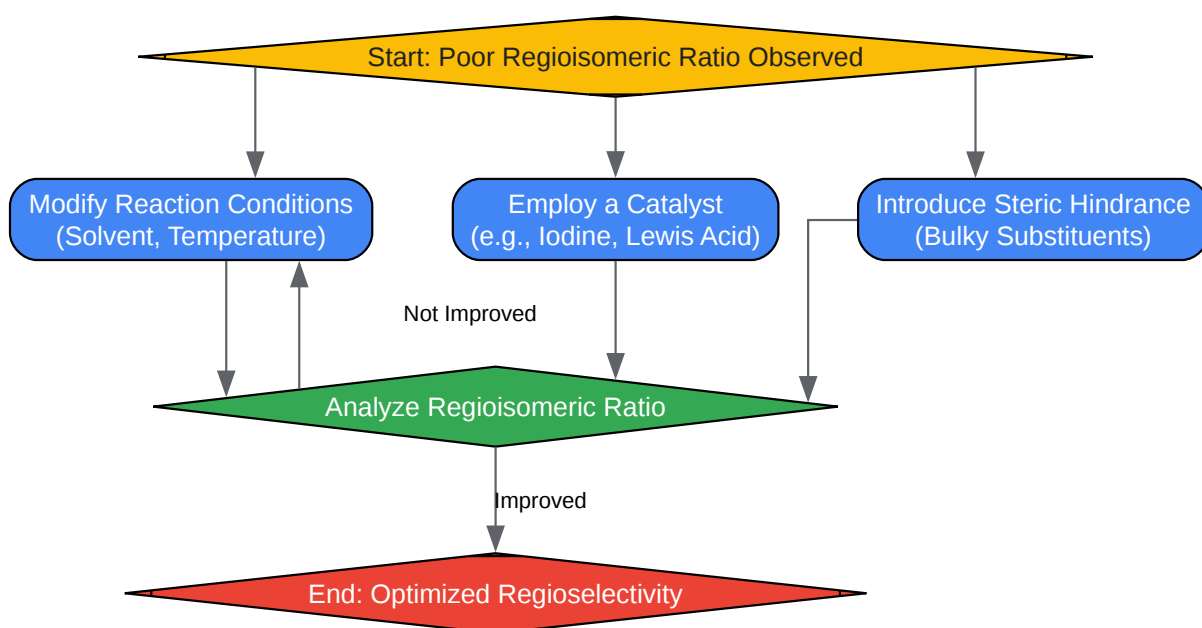 Start: Poor Regioisomeric Ratio Observed
Modify Reaction Conditions
(Solvent, Temperature)
Employ a Catalyst
(e.g., Iodine, Lewis Acid)
Introduce Steric Hindrance
(Bulky Substituents)
Not Improved
Analyze Regioisomeric Ratio
Improved
End: Optimized Regioselectivity